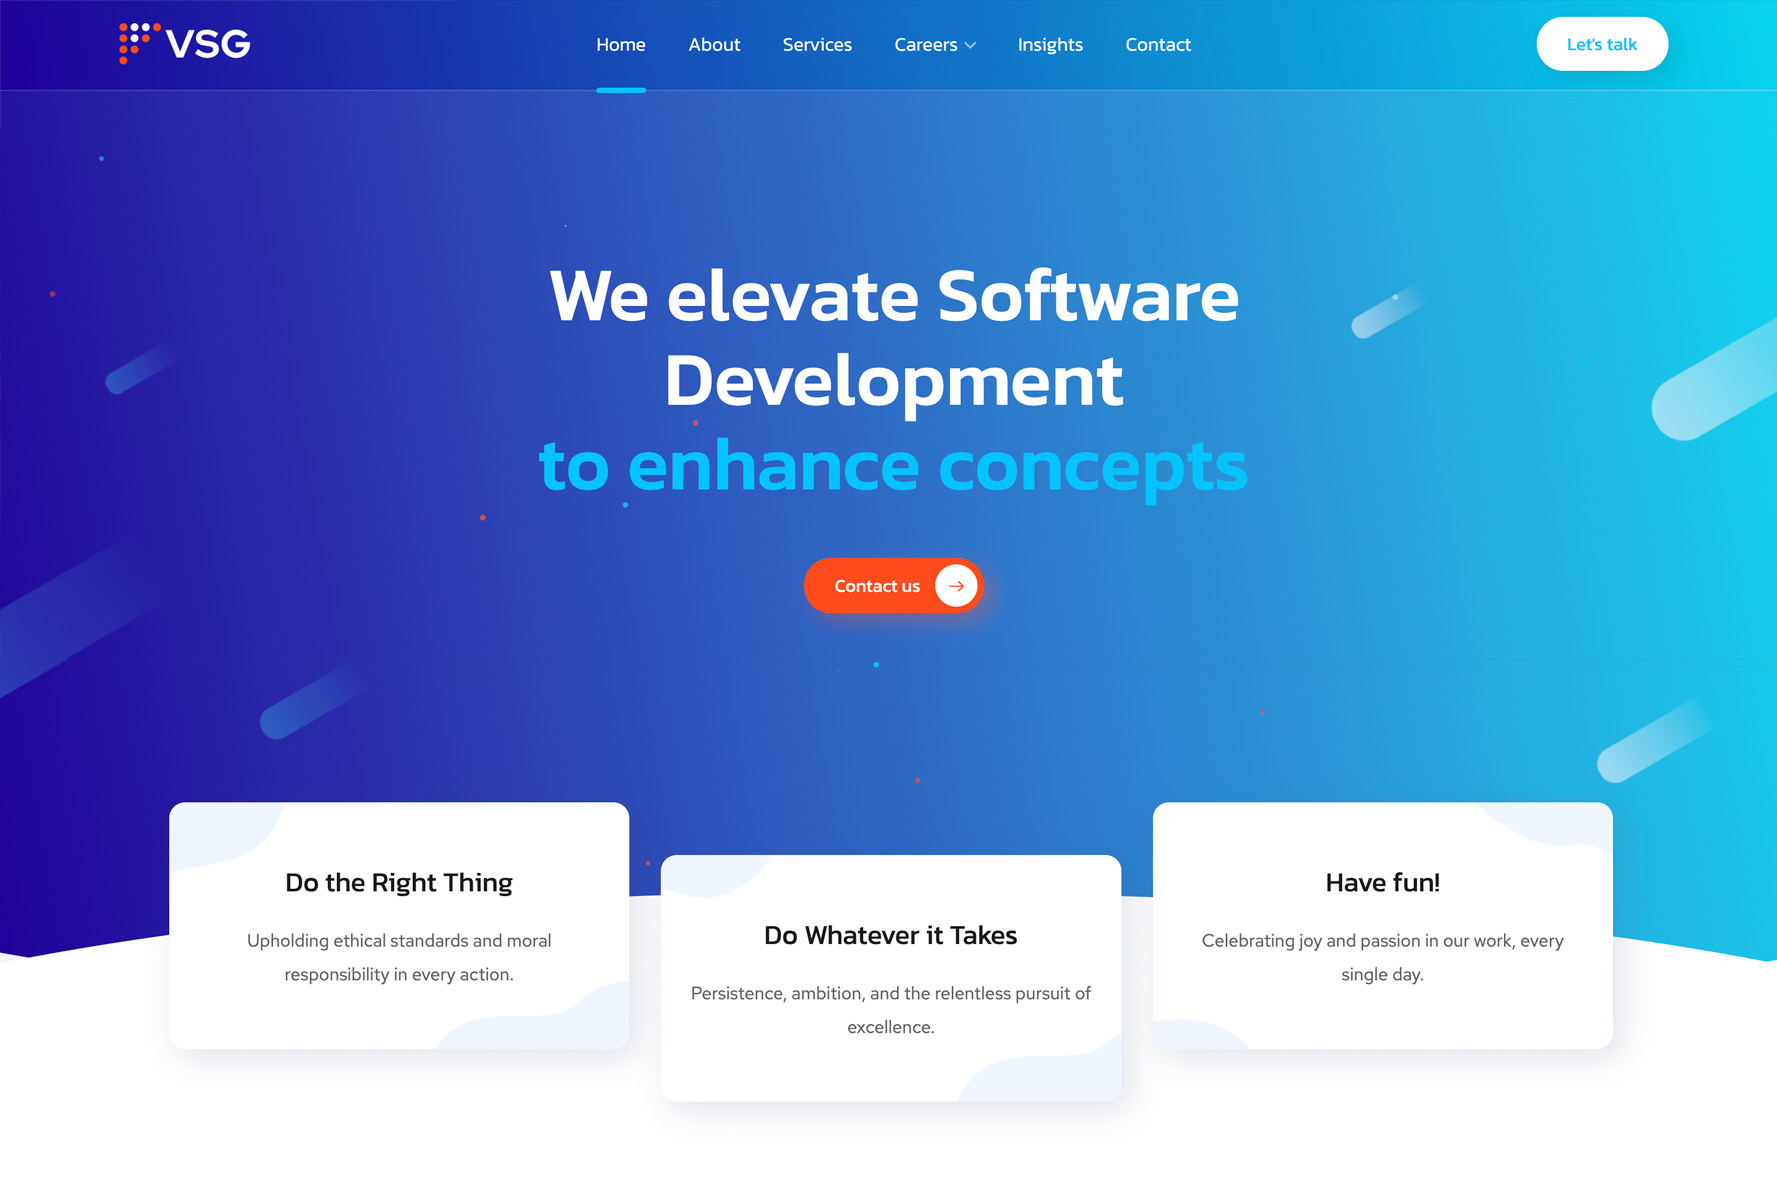 VSG
Home About Services Careers Insights Contact
Let's talk
We elevate Software
Development
to enhance concepts
Contact us
Do the Right Thing
Upholding ethical standards and moral
responsibility in every action.
Do Whatever it Takes
Persistence, ambition, and the relentless pursuit of
excellence.
Have fun!
Celebrating joy and passion in our work, every
single day.